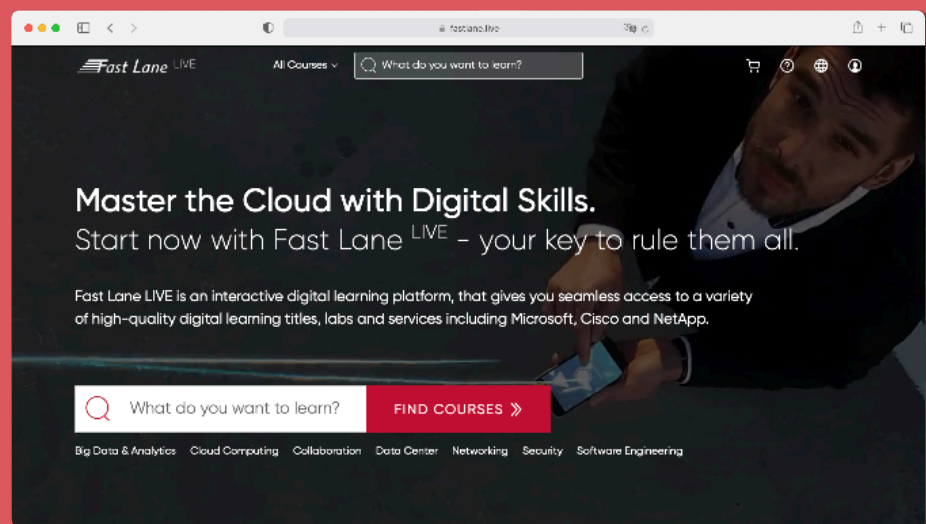 fastlane.live
Fast Lane LIVE
All Courses
What do you want to learn?
Master the Cloud with Digital Skills.
Start now with Fast Lane LIVE - your key to rule them all.
Fast Lane LIVE is an interactive digital learning platform, that gives you seamless access to a variety
of high-quality digital learning titles, labs and services including Microsoft, Cisco and NetApp.
What do you want to learn?
FIND COURSES
Big Data & Analytics Cloud Computing Collaboration Data Center Networking Security Software Engineering